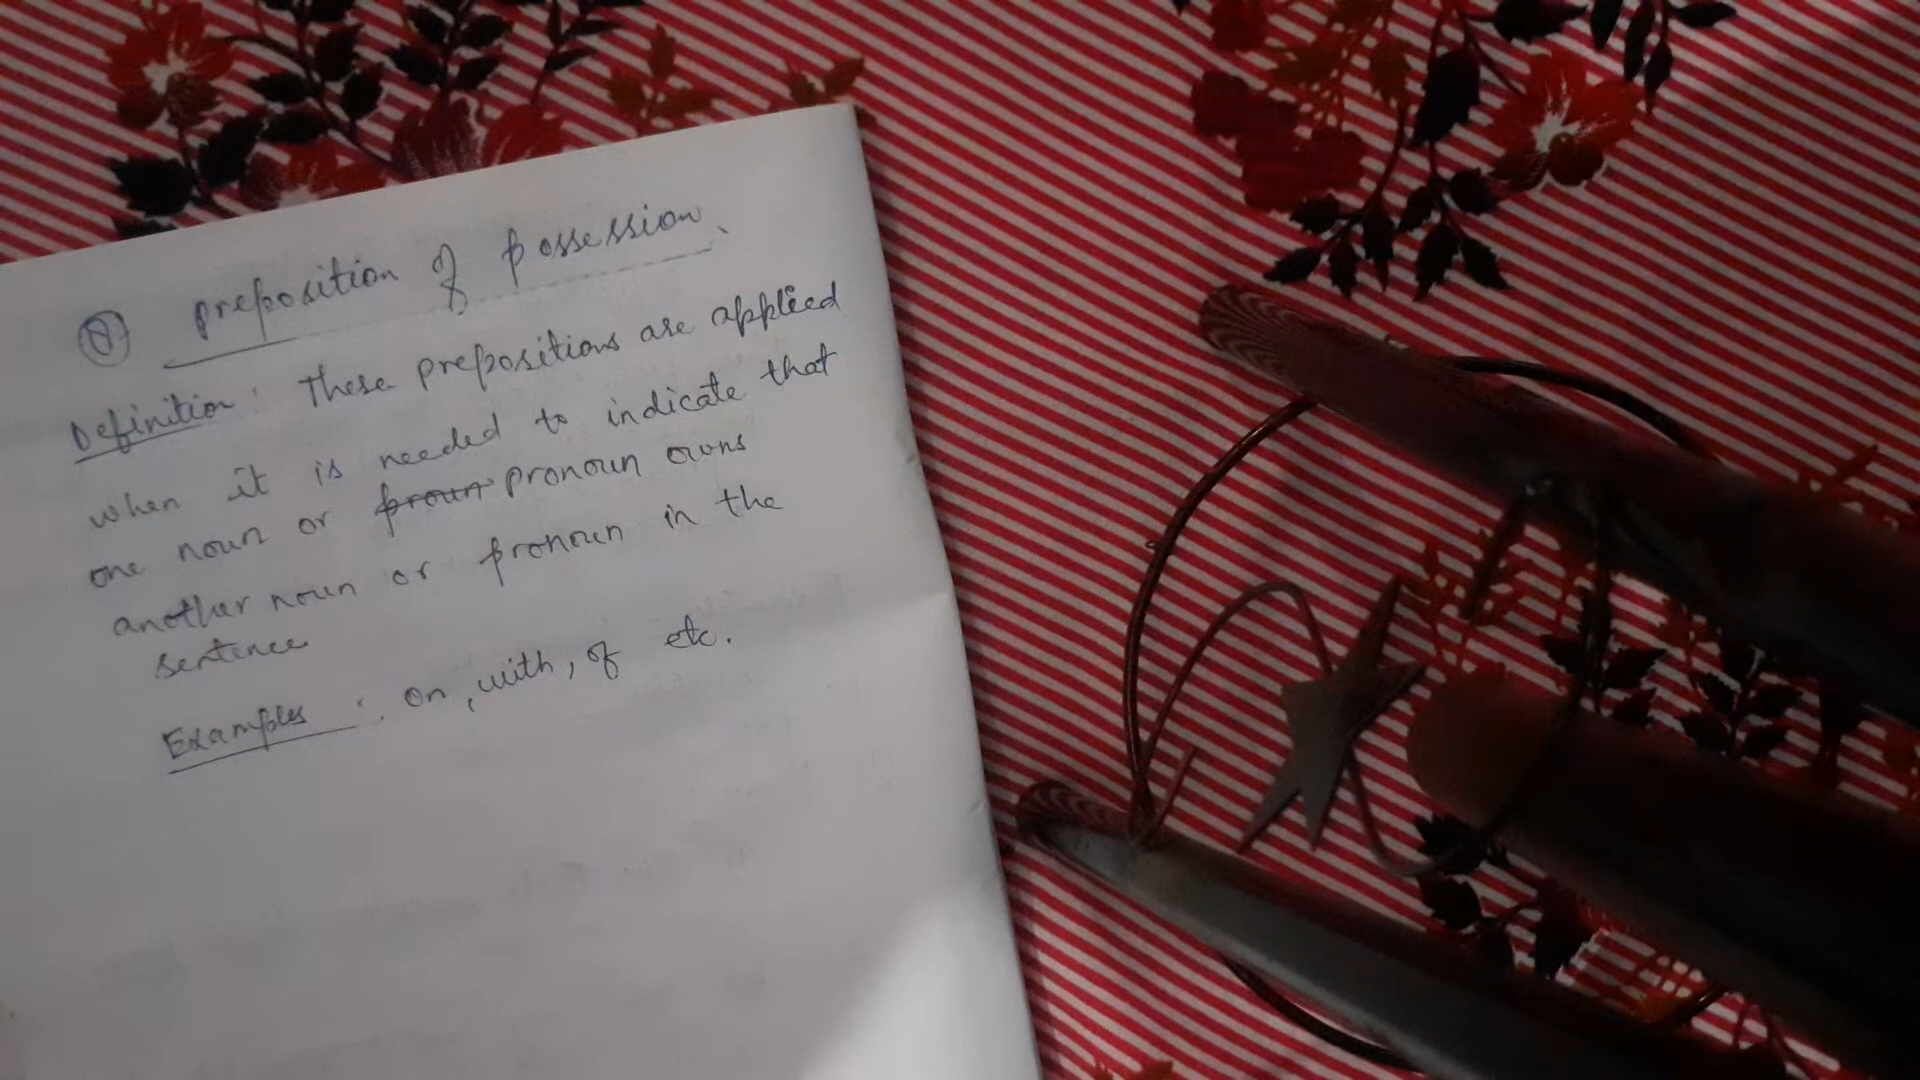 ⑧ preposition of possession
Definition: These prepositions are applied
when it is needed to indicate that
one noun or proun pronoun owns
another noun or pronoun in the
sentence
Examples: on, with, of etc.